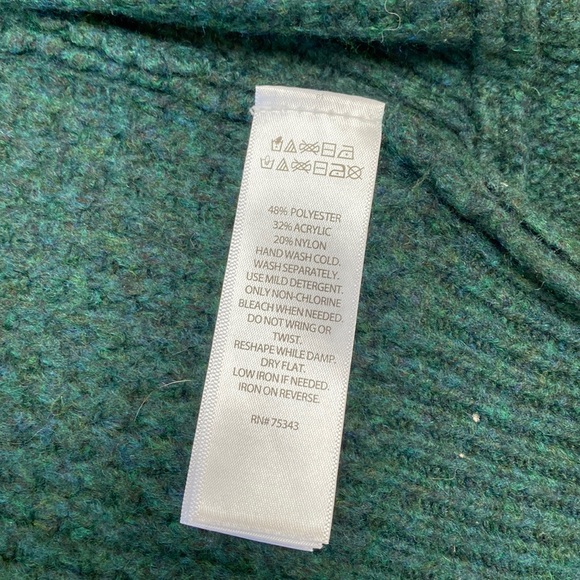 48% POLYESTER
32% ACRYLIC
20% NYLON
HAND WASH COLD.
WASH SEPARATELY.
USE MILD DETERGENT.
ONLY NON-CHLORINE
BLEACH WHEN NEEDED.
DO NOT WRING OR
TWIST.
RESHAPE WHILE DAMP.
DRY FLAT.
LOW IRON IF NEEDED.
IRON ON REVERSE.
RN# 75343